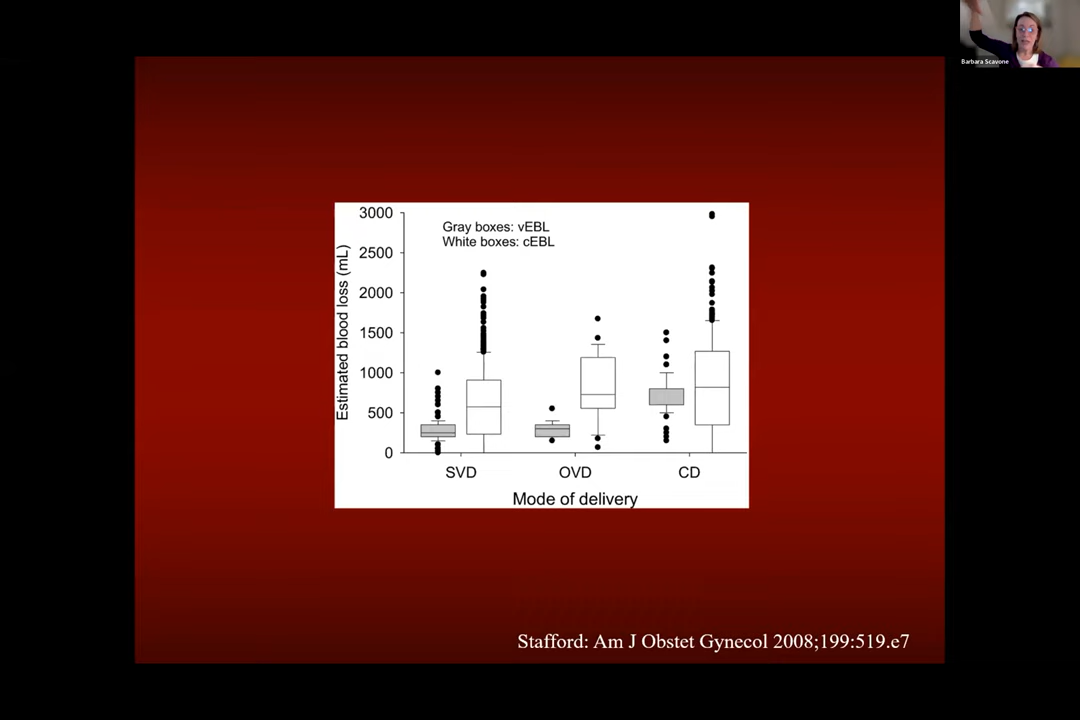 Barbara Scavone
3000
2500
2000
1500
1000
500
0
Estimated blood loss (mL)
Gray boxes: vEBL
White boxes: cEBL
SVD OVD CD
Mode of delivery
Stafford: Am J Obstet Gynecol 2008;199:519.e7